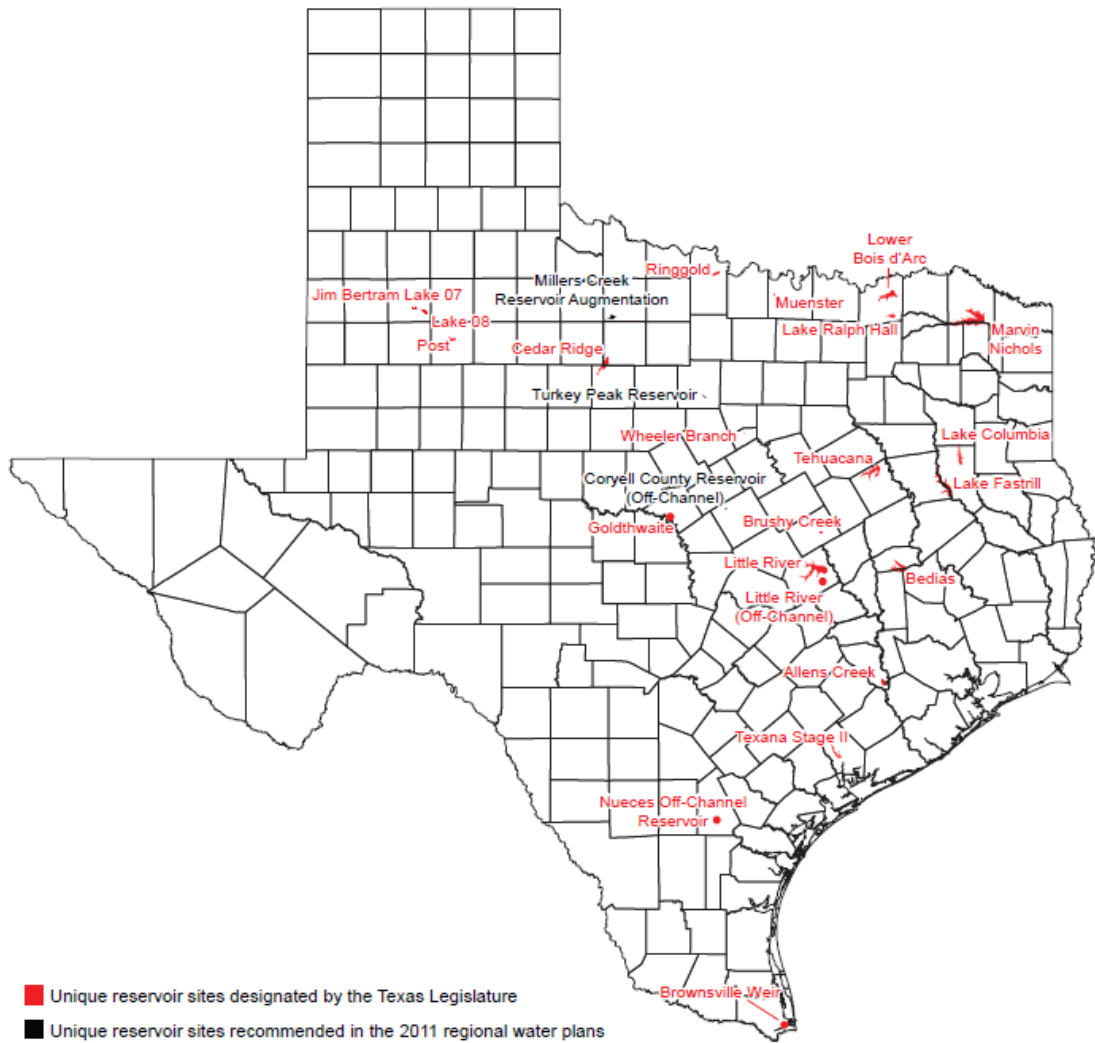 Lower
Bois d'Arc
Ringgold
Millers Creek
Reservoir Augmentation
Jim Bertram Lake 07
Muenster
Lake 08
Lake Ralph Hall
Marvin
Nichols
Post
Cedar Ridge
Turkey Peak Reservoir
Wheeler Branch
Lake Columbia
Tehuacana
Coryell County Reservoir
(Off-Channel)
Lake Fastrill
Goldthwaite
Brushy Creek
Little River
Bedias
Little River
(Off-Channel)
Allens Creek
Texana Stage II
Nueces Off-Channel
Reservoir
Brownsville Weir
Unique reservoir sites designated by the Texas Legislature
Unique reservoir sites recommended in the 2011 regional water plans